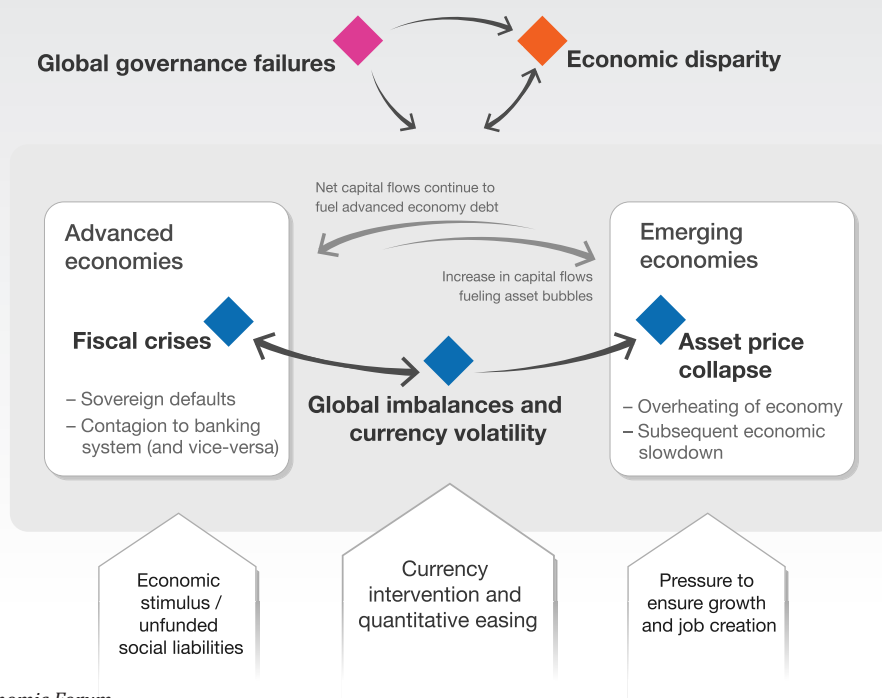 Global governance failures
Economic disparity
Net capital flows continue to
fuel advanced economy debt
Advanced
economies
Emerging
economies
Increase in capital flows
fueling asset bubbles
Fiscal crises
Asset price
collapse
– Sovereign defaults
– Contagion to banking
system (and vice-versa)
Global imbalances and
currency volatility
– Overheating of economy
– Subsequent economic
slowdown
Economic
stimulus /
unfunded
social liabilities
Currency
intervention and
quantitative easing
Pressure to
ensure growth
and job creation
Forum